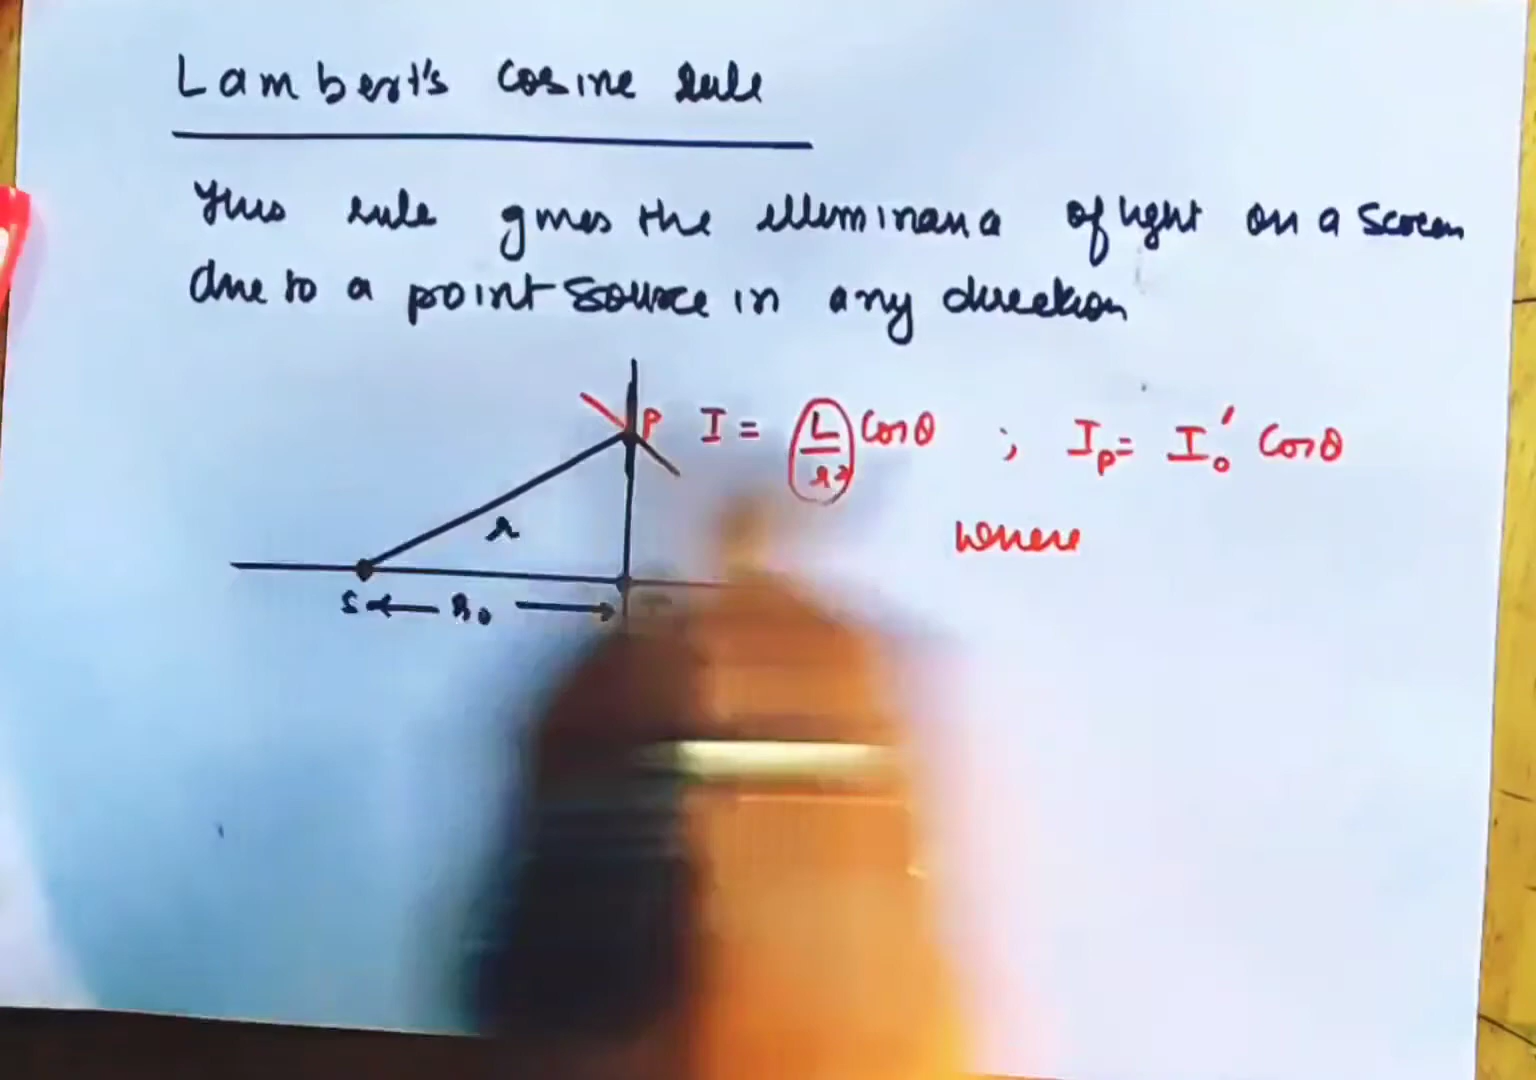 Lambert's cosine rule
This rule gives the illuminana of light on a screen
due to a point source in any direction
P I = L/r² Cosθ ; Iₚ = I₀′ Cosθ
r
where
S ← r₀ →